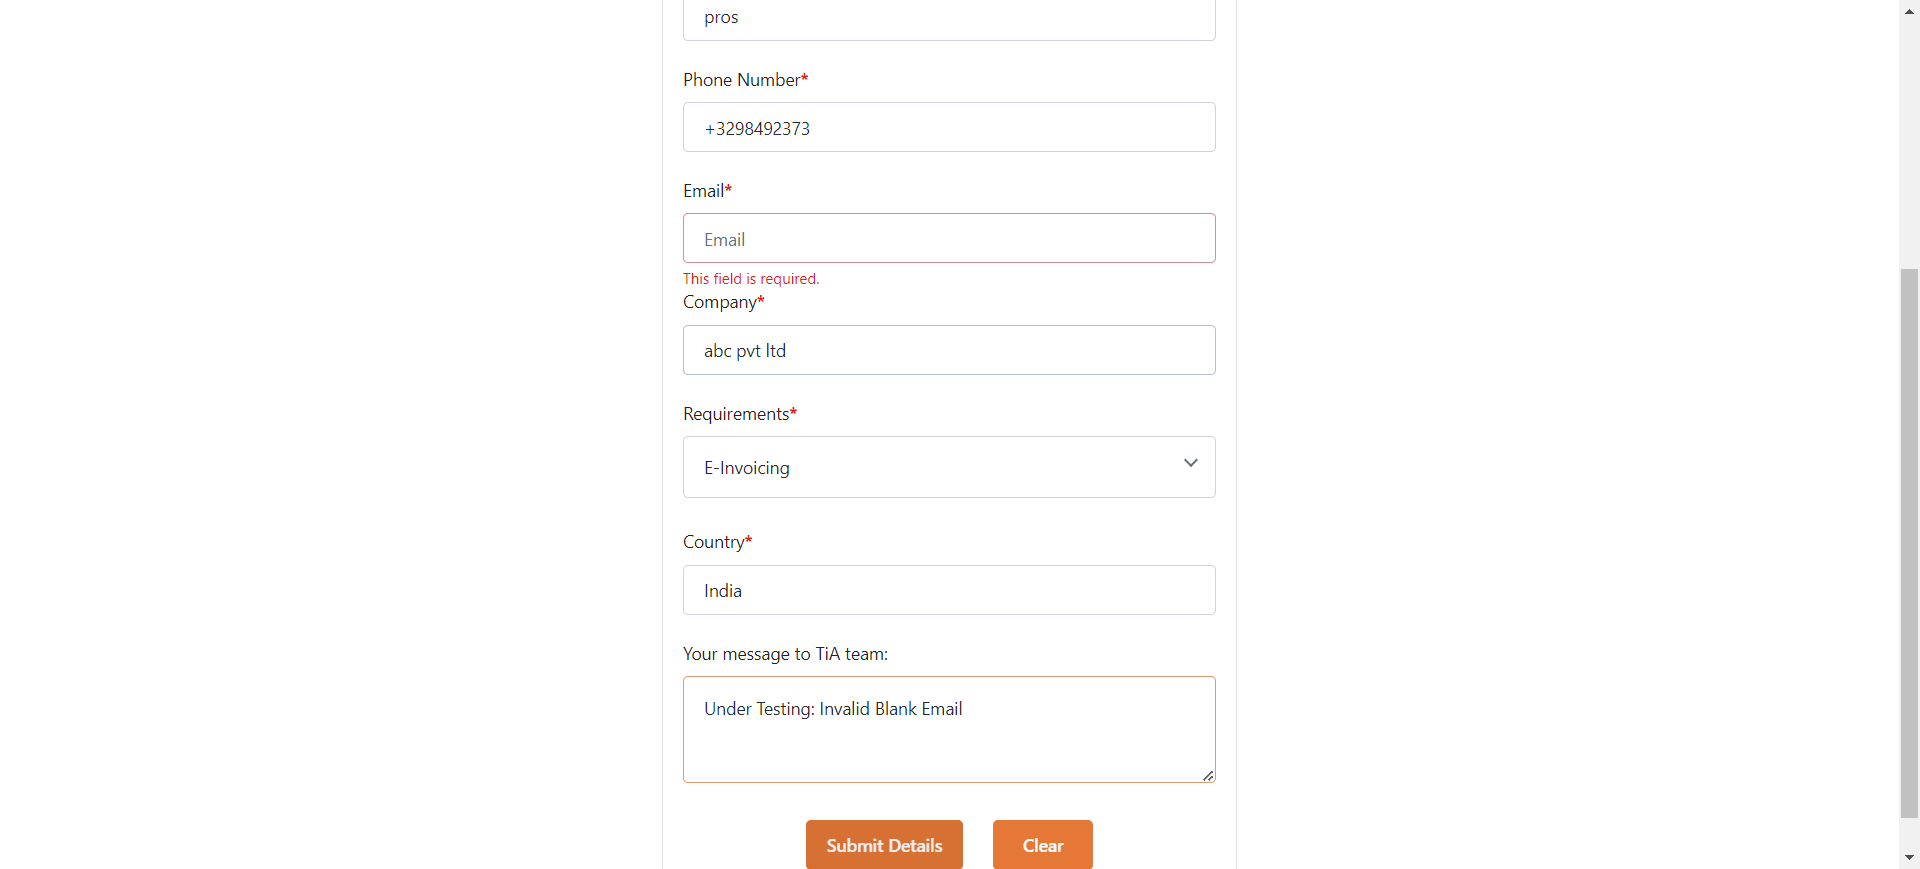 pros
Phone Number*
+3298492373
Email*
Email
This field is required.
Company*
abc pvt ltd
Requirements*
E-Invoicing
Country*
India
Your message to TiA team:
Under Testing: Invalid Blank Email
Submit Details
Clear